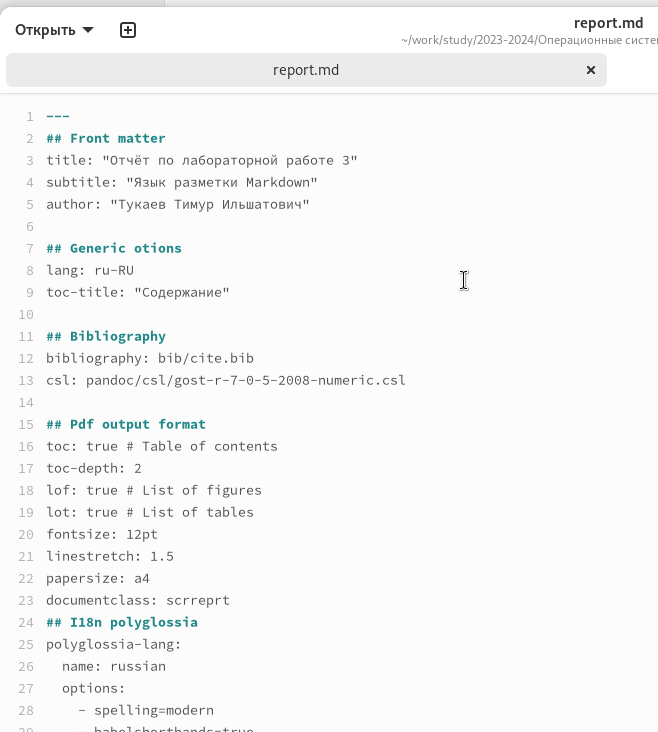 Открыть
report.md
~/work/study/2023-2024/Операционные
report.md
1 ---
2 ## Front matter
3 title: "Отчёт по лабораторной работе 3"
4 subtitle: "Язык разметки Markdown"
5 author: "Тукаев Тимур Ильшатович"
6
7 ## Generic otions
8 lang: ru-RU
9 toc-title: "Содержание"
10
11 ## Bibliography
12 bibliography: bib/cite.bib
13 csl: pandoc/csl/gost-r-7-0-5-2008-numeric.csl
14
15 ## Pdf output format
16 toc: true # Table of contents
17 toc-depth: 2
18 lof: true # List of figures
19 lot: true # List of tables
20 fontsize: 12pt
21 linestretch: 1.5
22 papersize: a4
23 documentclass: scrreprt
24 ## I18n polyglossia
25 polyglossia-lang:
26   name: russian
27   options:
28     - spelling=modern
29     - babelshorthands=true